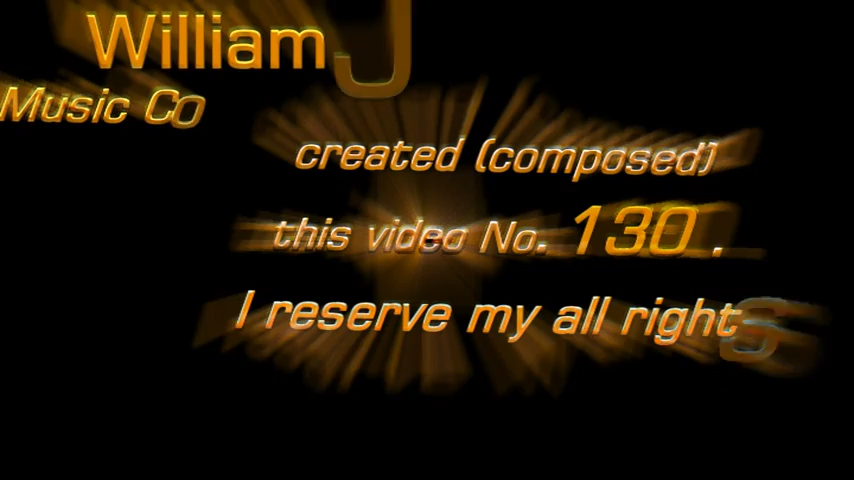 William J
Music Co
created (composed)
this video No. 130 .
I reserve my all rights